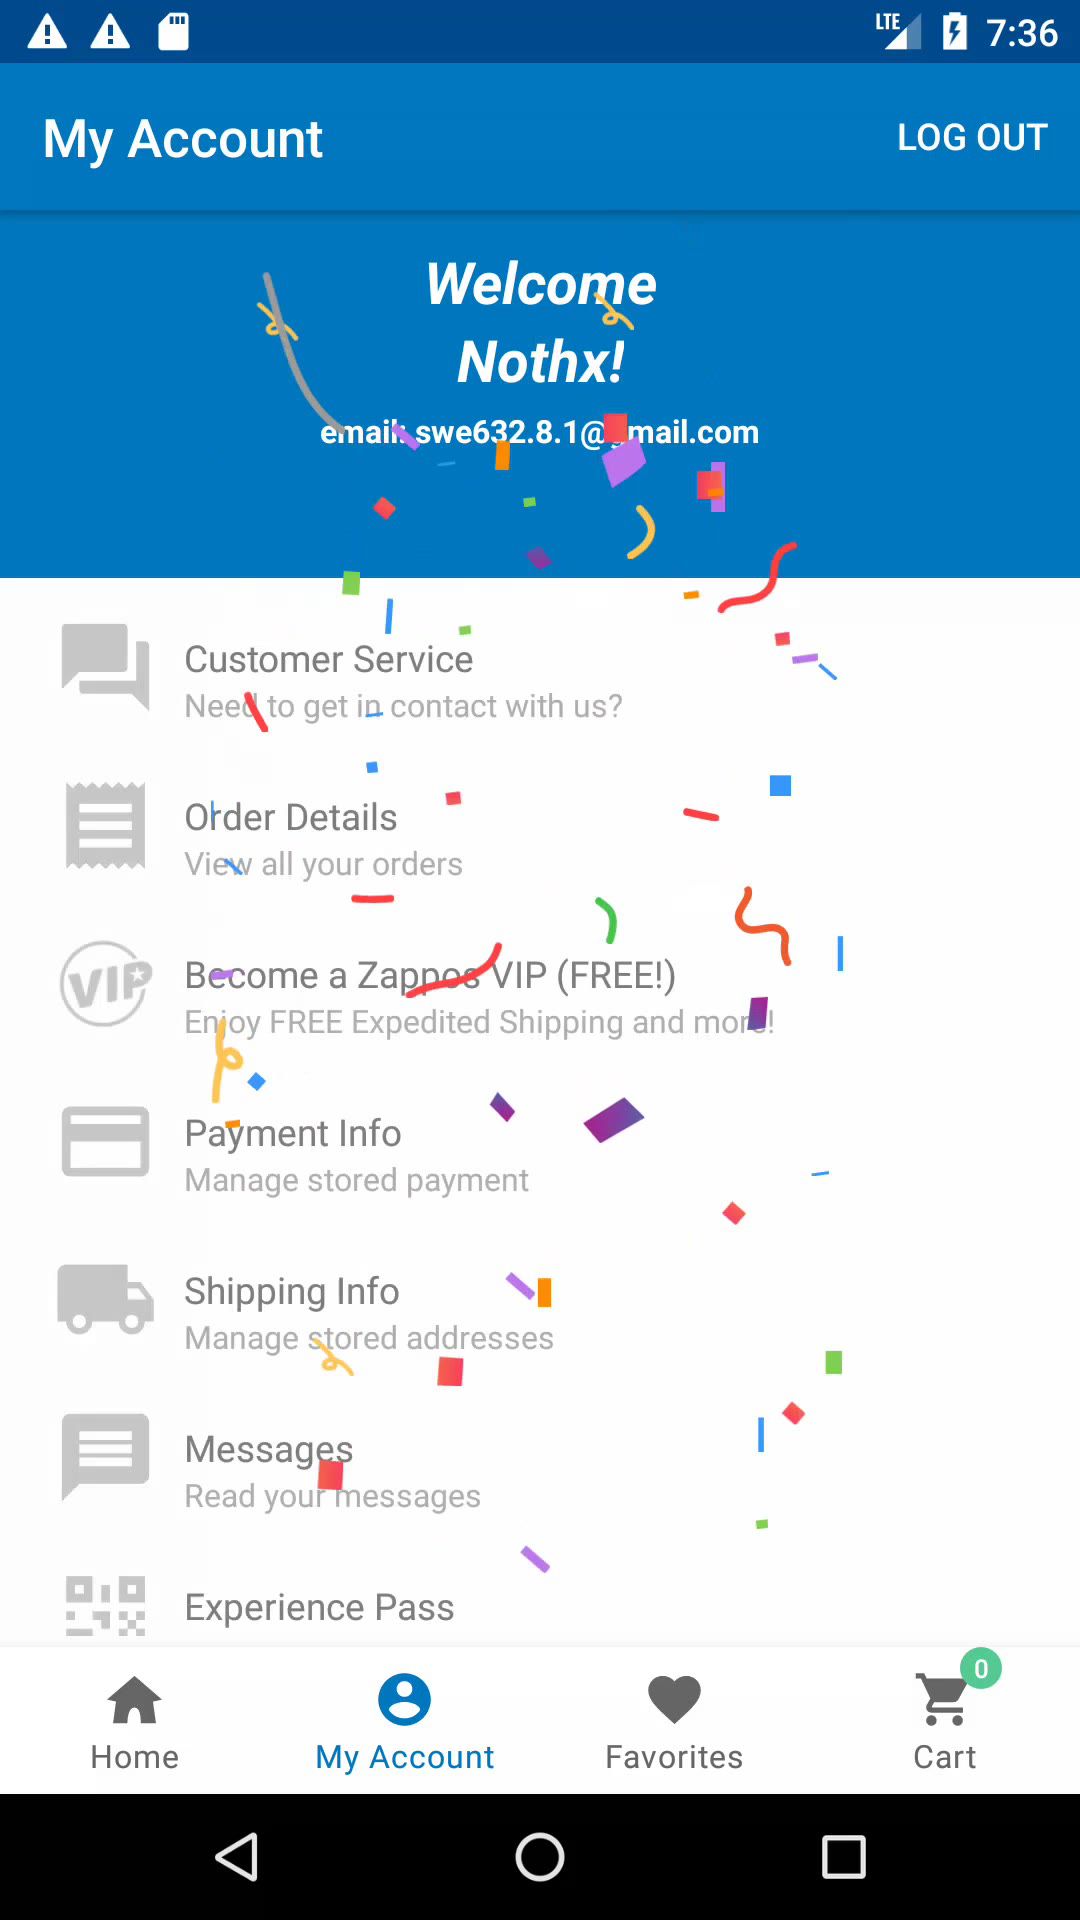 LTE 7:36
My Account LOG OUT
Welcome
Nothx!
email: swe632.8.1@gmail.com
Customer Service
Need to get in contact with us?
Order Details
View all your orders
VIP
Become a Zappos VIP (FREE!)
Enjoy FREE Expedited Shipping and more!
Payment Info
Manage stored payment
Shipping Info
Manage stored addresses
Messages
Read your messages
Experience Pass
0
Home My Account Favorites Cart